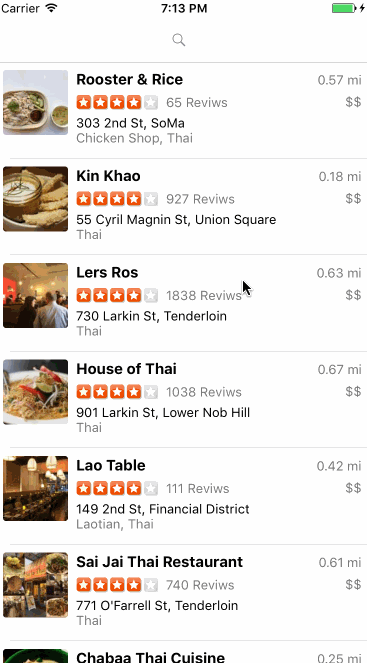 Carrier 7:13 PM
Rooster & Rice 0.57 mi
65 Reviws $$
303 2nd St, SoMa
Chicken Shop, Thai
Kin Khao 0.18 mi
927 Reviws $$
55 Cyril Magnin St, Union Square
Thai
Lers Ros 0.63 mi
1838 Reviws $$
730 Larkin St, Tenderloin
Thai
House of Thai 0.67 mi
1038 Reviws $$
901 Larkin St, Lower Nob Hill
Thai
Lao Table 0.42 mi
111 Reviws $$
149 2nd St, Financial District
Laotian, Thai
Sai Jai Thai Restaurant 0.61 mi
740 Reviws $$
771 O'Farrell St, Tenderloin
Thai
Chabaa Thai Cuisine 0.25 mi